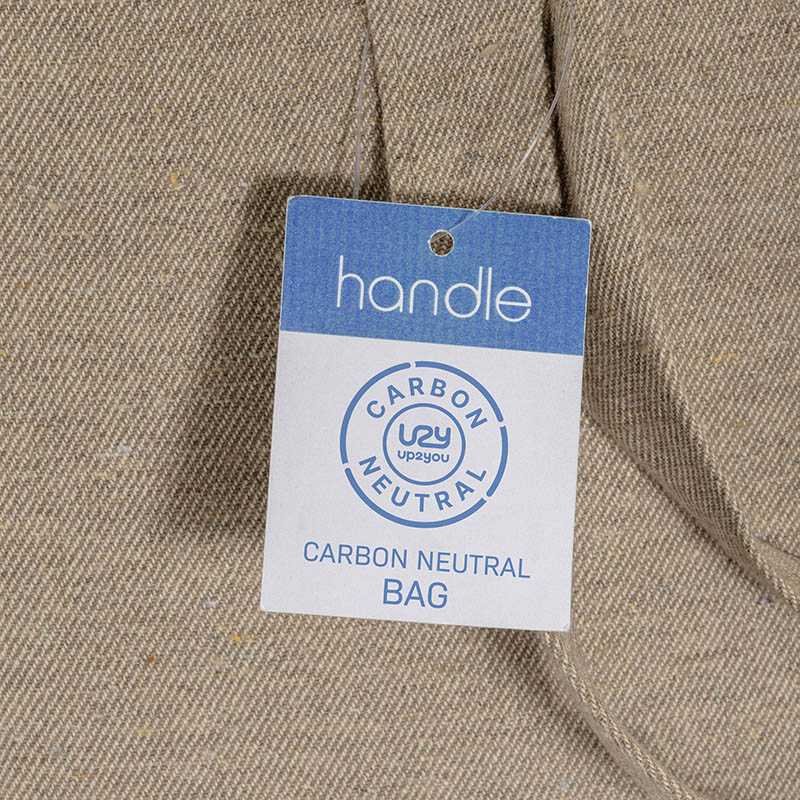 handle
CARBON
U2Y
UP2YOU
NEUTRAL
CARBON NEUTRAL
BAG